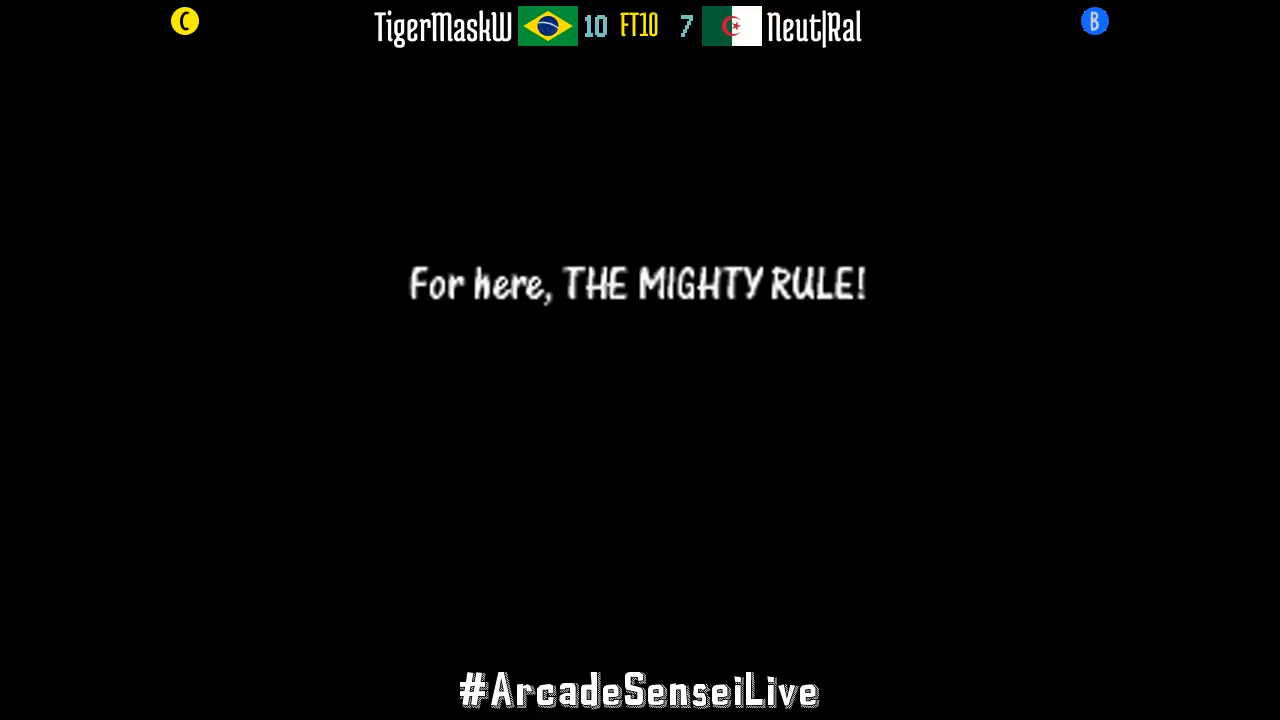 C
TigerMaskW 10 FT10 7 Neut|Ral
B
For here, THE MIGHTY RULE!
#ArcadeSenseiLive